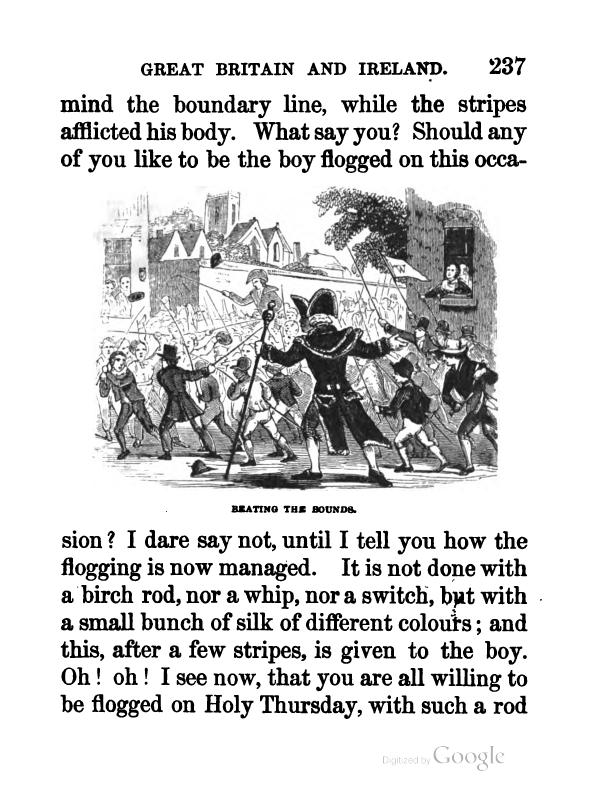 GREAT BRITAIN AND IRELAND. 237
mind the boundary line, while the stripes
afflicted his body. What say you? Should any
of you like to be the boy flogged on this occa-
W
BEATING THE BOUNDS.
sion? I dare say not, until I tell you how the
flogging is now managed. It is not done with
a birch rod, nor a whip, nor a switch, but with
a small bunch of silk of different colours; and
this, after a few stripes, is given to the boy.
Oh! oh! I see now, that you are all willing to
be flogged on Holy Thursday, with such a rod
Digitized by Google